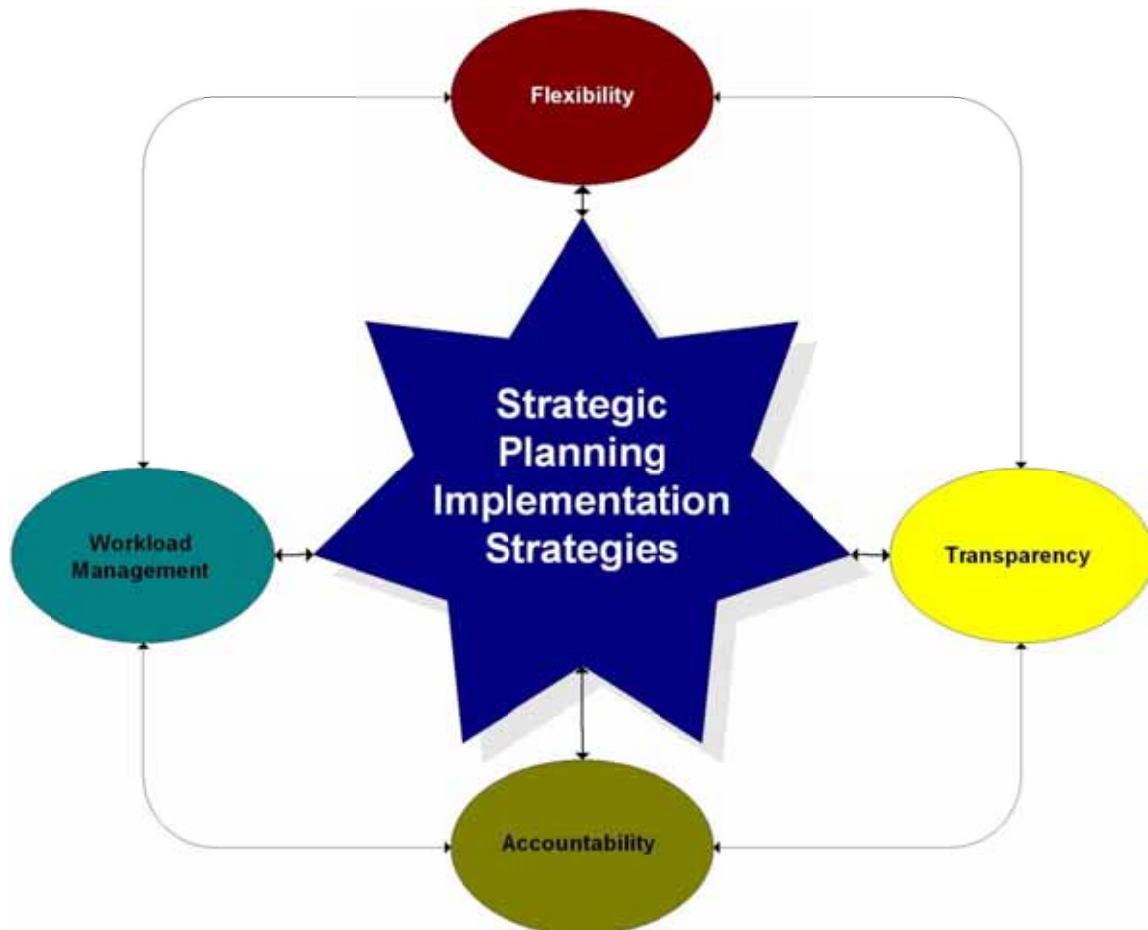 Flexibility
Strategic
Planning
Implementation
Strategies
Workload
Management
Transparency
Accountability